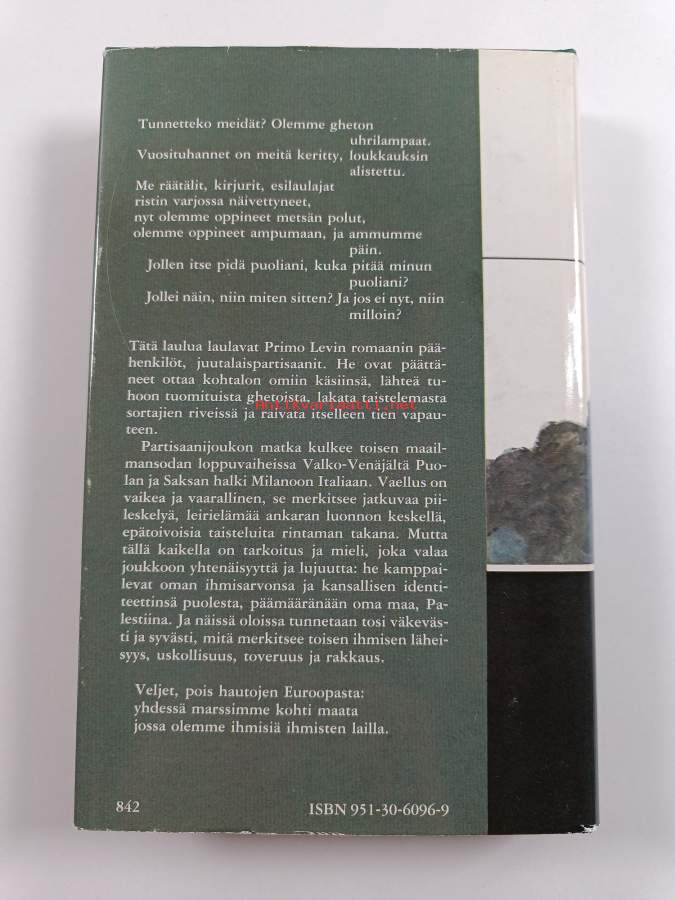 Tunnetteko meidät? Olemme gheton
uhrilampaat.
Vuosituhannet on meitä keritty, loukkauksin
alistettu.
Me räätälit, kirjurit, esilaulajat
ristin varjossa näivettyneet,
nyt olemme oppineet metsän polut,
olemme oppineet ampumaan, ja ammumme
päin.
Jollen itse pidä puoliani, kuka pitää minun
puoliani?
Jollei näin, niin miten sitten? Ja jos ei nyt, niin
milloin?
Tätä laulua laulavat Primo Levin romaanin pää-
henkilöt, juutalaispartisaanit. He ovat päättä-
neet ottaa kohtalon omiin käsiinsä, lähteä tu-
hoon tuomituista ghetoista, lakata taistelemasta
Antikvariaatti.net
sortajien riveissä ja raivata itselleen tien vapau-
teen.
Partisaanijoukon matka kulkee toisen maail-
mansodan loppuvaiheissa Valko-Venäjältä Puo-
lan ja Saksan halki Milanoon Italiaan. Vaellus on
vaikea ja vaarallinen, se merkitsee jatkuvaa pii-
leskelyä, leirielämää ankaran luonnon keskellä,
epätoivoisia taisteluita rintaman takana. Mutta
tällä kaikella on tarkoitus ja mieli, joka valaa
joukkoon yhtenäisyyttä ja lujuutta: he kamppai-
levat oman ihmisarvonsa ja kansallisen identi-
teettinsä puolesta, päämääränään oma maa, Pa-
lestiina. Ja näissä oloissa tunnetaan tosi väkeväs-
ti ja syvästi, mitä merkitsee toisen ihmisen lähei-
syys, uskollisuus, toveruus ja rakkaus.
Veljet, pois hautojen Euroopasta:
yhdessä marssimme kohti maata
jossa olemme ihmisiä ihmisten lailla.
842 ISBN 951-30-6096-9